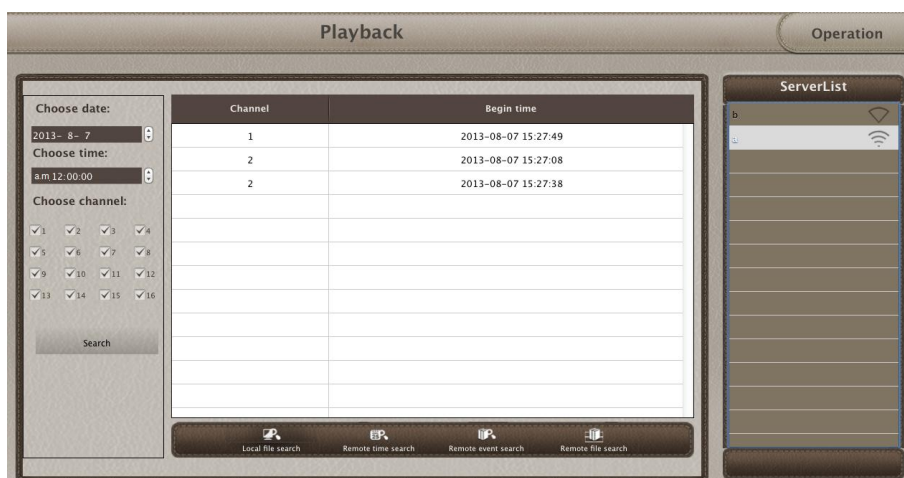 Playback
Operation
ServerList
Choose date:
2013- 8- 7
Choose time:
a.m 12:00:00
Choose channel:
1 2 3 4
5 6 7 8
9 10 11 12
13 14 15 16
Search
Channel Begin time
1 2013-08-07 15:27:49
2 2013-08-07 15:27:08
2 2013-08-07 15:27:38
Local file search Remote time search Remote event search Remote file search
b